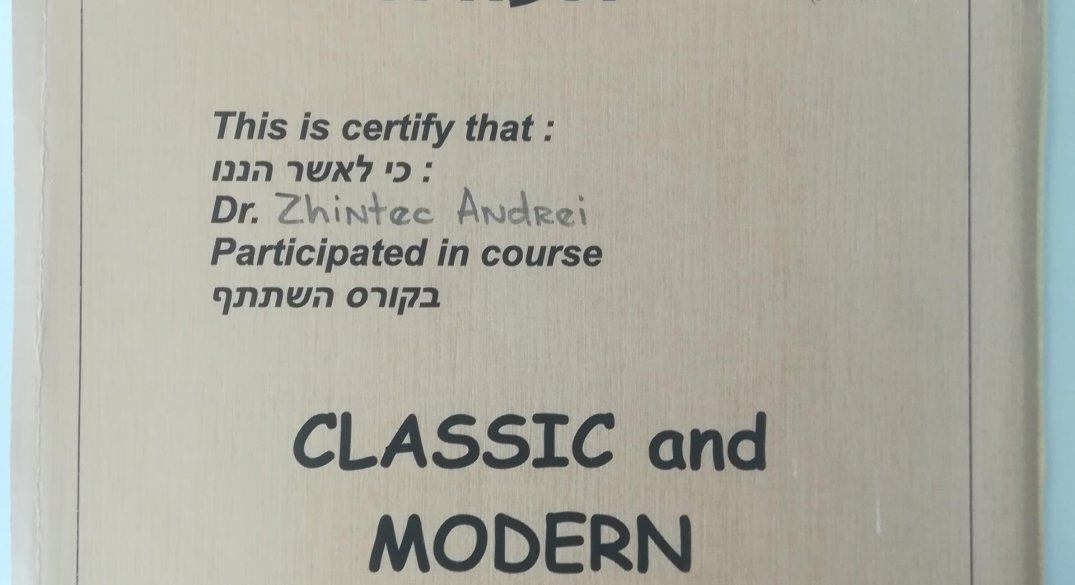 This is certify that :
: כי לאשר הננו
Dr. Zhintec Andrei
Participated in course
בקורס השתתף
CLASSIC and
MODERN